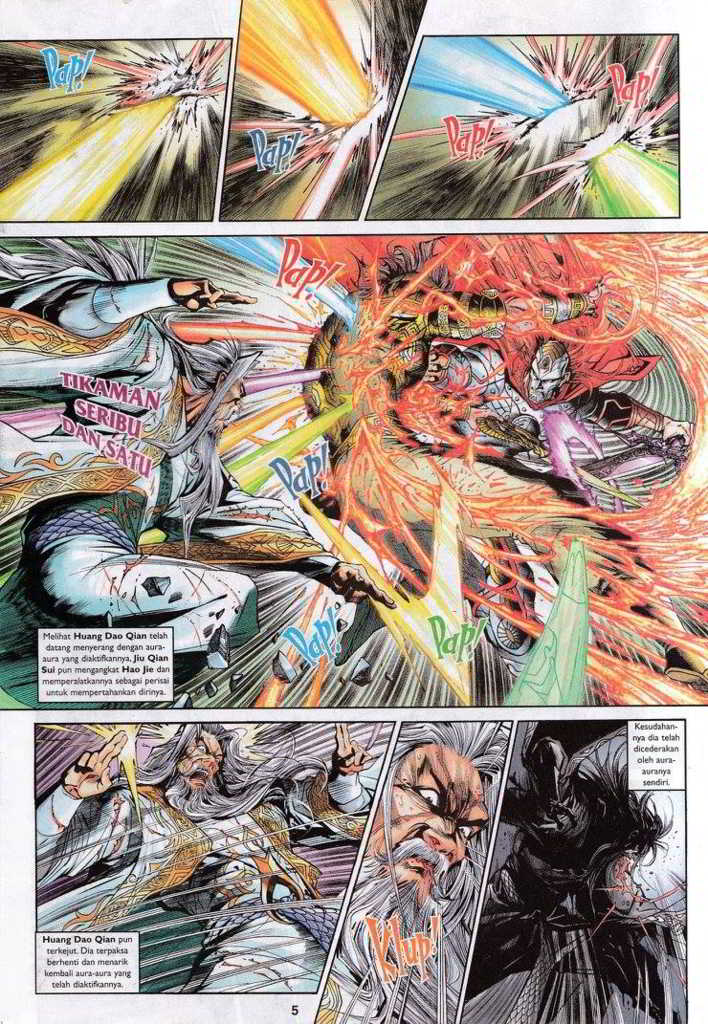 Pap!
Pap!
Pap!
Pap!
Pap!
TIKAMAN
SERIBU
DAN SATU
Pap!
Pap!
Pap!
Melihat Huang Dao Qian telah
datang menyerang dengan aura-
aura yang diaktifkannya, Jiu Qian
Sui pun mengangkat Hao Jie dan
memperalatkannya sebagai perisai
untuk mempertahankan dirinya.
Huang Dao Qian pun
terkejut. Dia terpaksa
berhenti dan menarik
kembali aura-aura yang
telah diaktifkannya.
Klup!
Kesudahan-
nya dia telah
dicederakan
oleh aura-
auranya
sendiri.
5